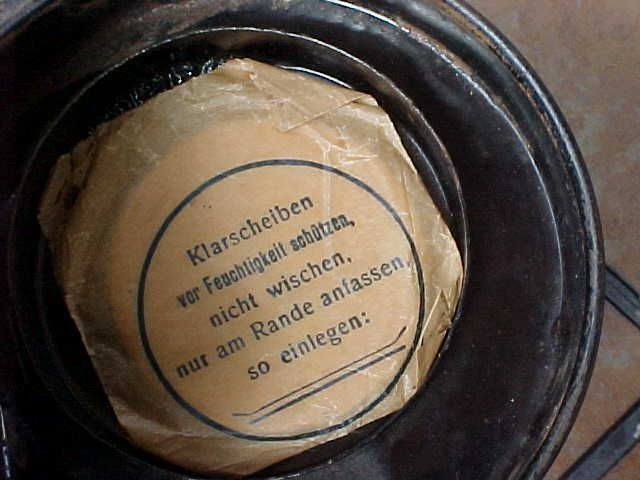 Klarscheiben
vor Feuchtigkeit schützen,
nicht wischen,
nur am Rande anfassen,
so einlegen: